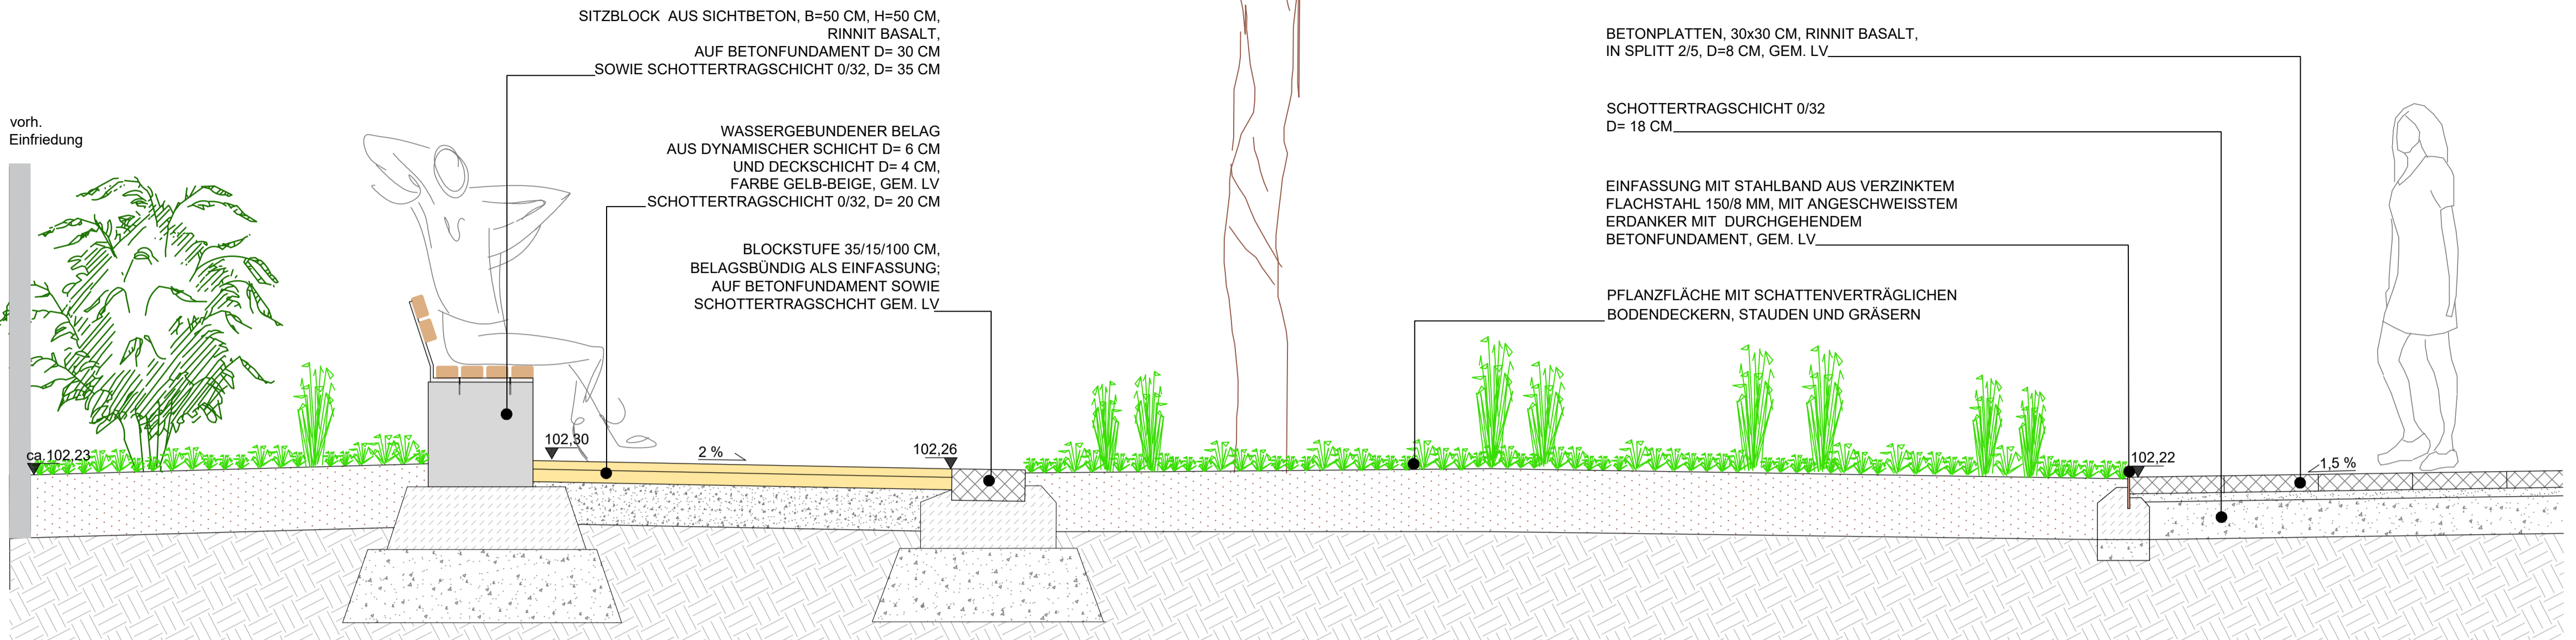 SITZBLOCK AUS SICHTBETON, B=50 CM, H=50 CM,
RINNIT BASALT,
AUF BETONFUNDAMENT D= 30 CM
SOWIE SCHOTTERTRAGSCHICHT 0/32, D= 35 CM
vorh.
Einfriedung
WASSERGEBUNDENER BELAG
AUS DYNAMISCHER SCHICHT D= 6 CM
UND DECKSCHICHT D= 4 CM,
FARBE GELB-BEIGE, GEM. LV
SCHOTTERTRAGSCHICHT 0/32, D= 20 CM
BLOCKSTUFE 35/15/100 CM,
BELAGSBÜNDIG ALS EINFASSUNG;
AUF BETONFUNDAMENT SOWIE
SCHOTTERTRAGSCHCHT GEM. LV
BETONPLATTEN, 30x30 CM, RINNIT BASALT,
IN SPLITT 2/5, D=8 CM, GEM. LV
SCHOTTERTRAGSCHICHT 0/32
D= 18 CM
EINFASSUNG MIT STAHLBAND AUS VERZINKTEM
FLACHSTAHL 150/8 MM, MIT ANGESCHWEISSTEM
ERDANKER MIT DURCHGEHENDEM
BETONFUNDAMENT, GEM. LV
PFLANZFLÄCHE MIT SCHATTENVERTRÄGLICHEN
BODENDECKERN, STAUDEN UND GRÄSERN
ca.102,23
102,30
2 %
102,26
102,22
1,5 %